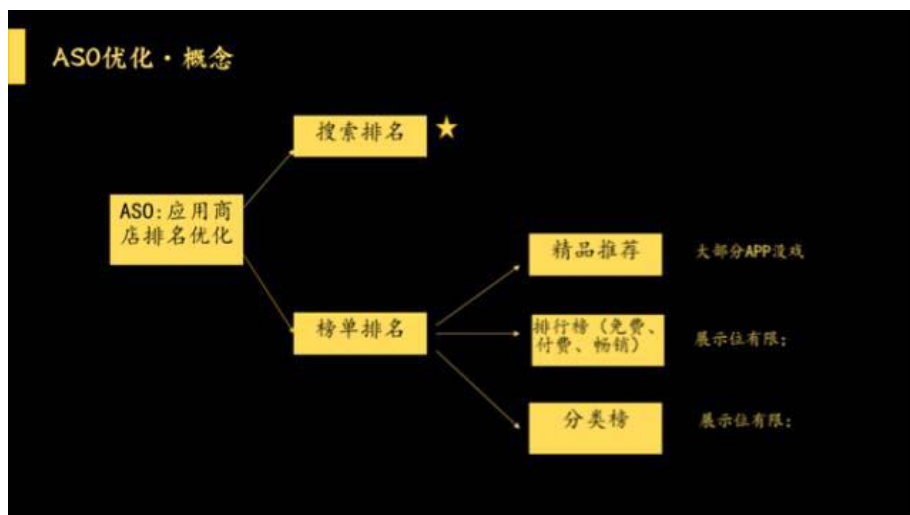 ASO优化·概念
搜索排名
ASO:应用商
店排名优化
精品推荐
大部分APP没戏
榜单排名
排行榜（免费、
付费、畅销）
展示位有限；
分类榜
展示位有限；